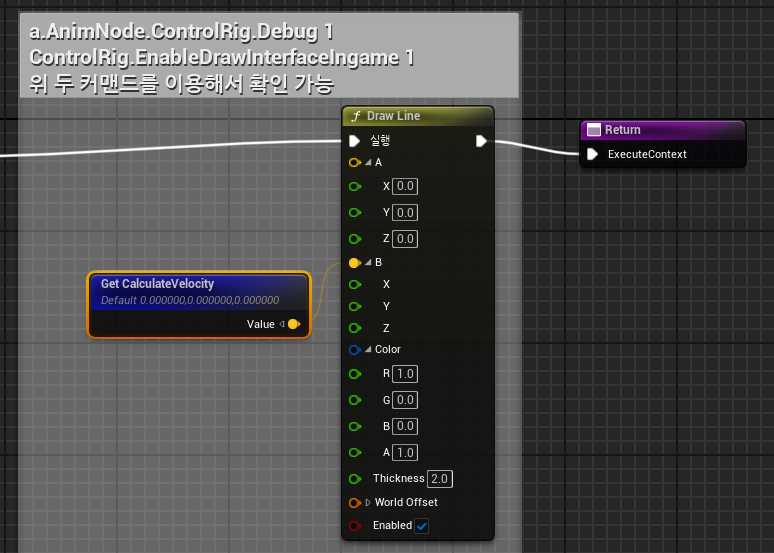 a.AnimNode.ControlRig.Debug 1
ControlRig.EnableDrawInterfaceIngame 1
위 두 커맨드를 이용해서 확인 가능
f Draw Line
실행
A
X 0.0
Y 0.0
Z 0.0
B
X
Y
Z
Color
R 1.0
G 0.0
B 0.0
A 1.0
Thickness 2.0
World Offset
Enabled
Get CalculateVelocity
Default 0.000000,0.000000,0.000000
Value
Return
ExecuteContext